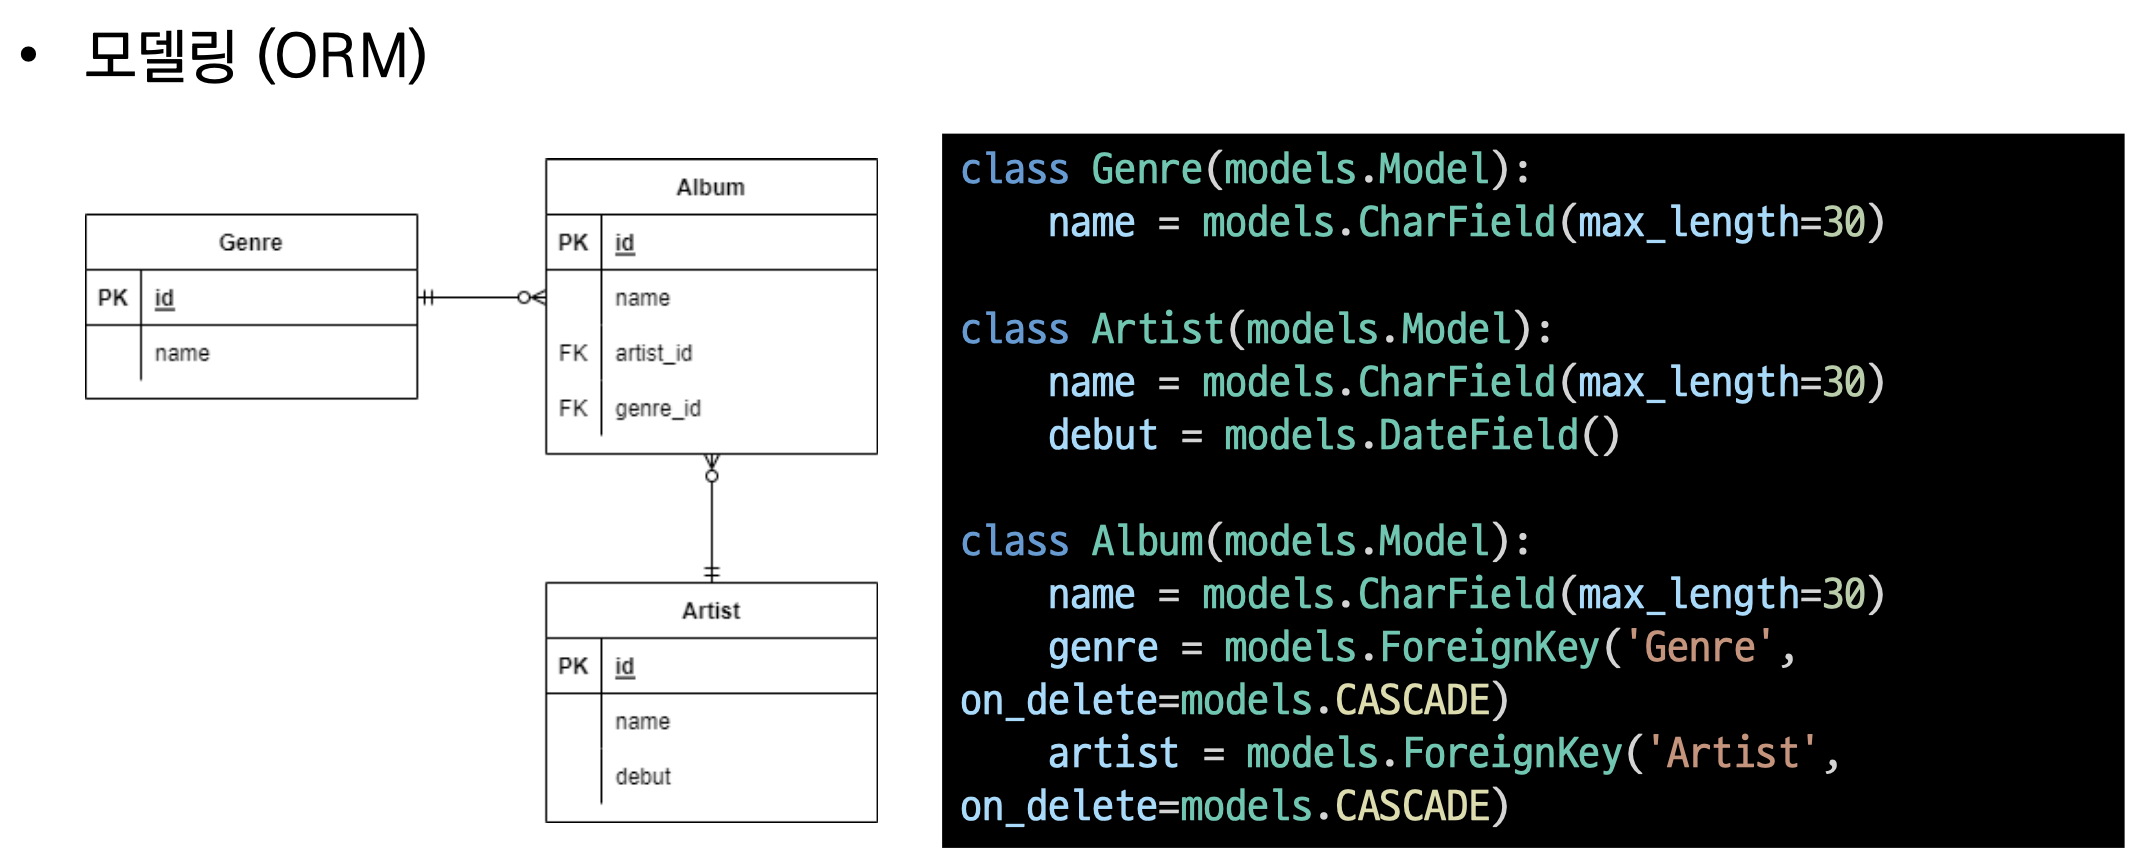 • 모델링 (ORM)
Genre
PK id
name
Album
PK id
name
FK artist_id
FK genre_id
Artist
PK id
name
debut
class Genre(models.Model):
    name = models.CharField(max_length=30)
class Artist(models.Model):
    name = models.CharField(max_length=30)
    debut = models.DateField()
class Album(models.Model):
    name = models.CharField(max_length=30)
    genre = models.ForeignKey('Genre',
on_delete=models.CASCADE)
    artist = models.ForeignKey('Artist',
on_delete=models.CASCADE)